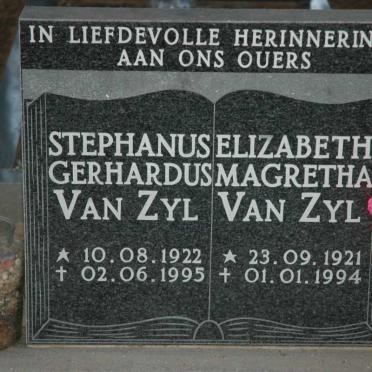 IN LIEFDEVOLLE HERINNERIN
AAN ONS OUERS
STEPHANUS
GERHARDUS
VAN ZYL
★ 10.08.1922
✝ 02.06.1995
ELIZABETH
MAGRETHA
VAN ZYL
★ 23.09.1921
✝ 01.01.1994